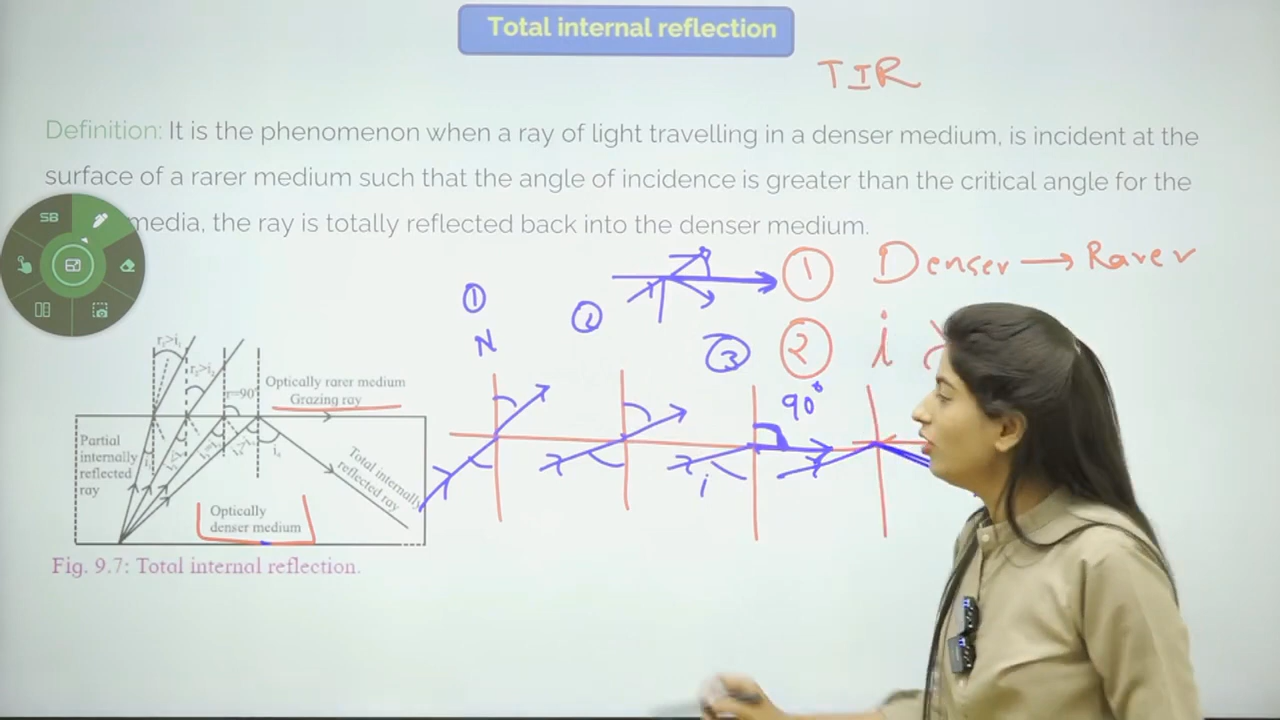 Total internal reflection
TIR
Definition: It is the phenomenon when a ray of light travelling in a denser medium, is incident at the
surface of a rarer medium such that the angle of incidence is greater than the critical angle for the
media, the ray is totally reflected back into the denser medium.
SB
① Denser → Rarer
①
②
② i
N
③
90°
i
r₁>i₁
r₂>i₂
r=90°
Optically rarer medium
Grazing ray
Partial
internally
reflected
ray
Total internally
reflected ray
Optically
denser medium
Fig. 9.7: Total internal reflection.